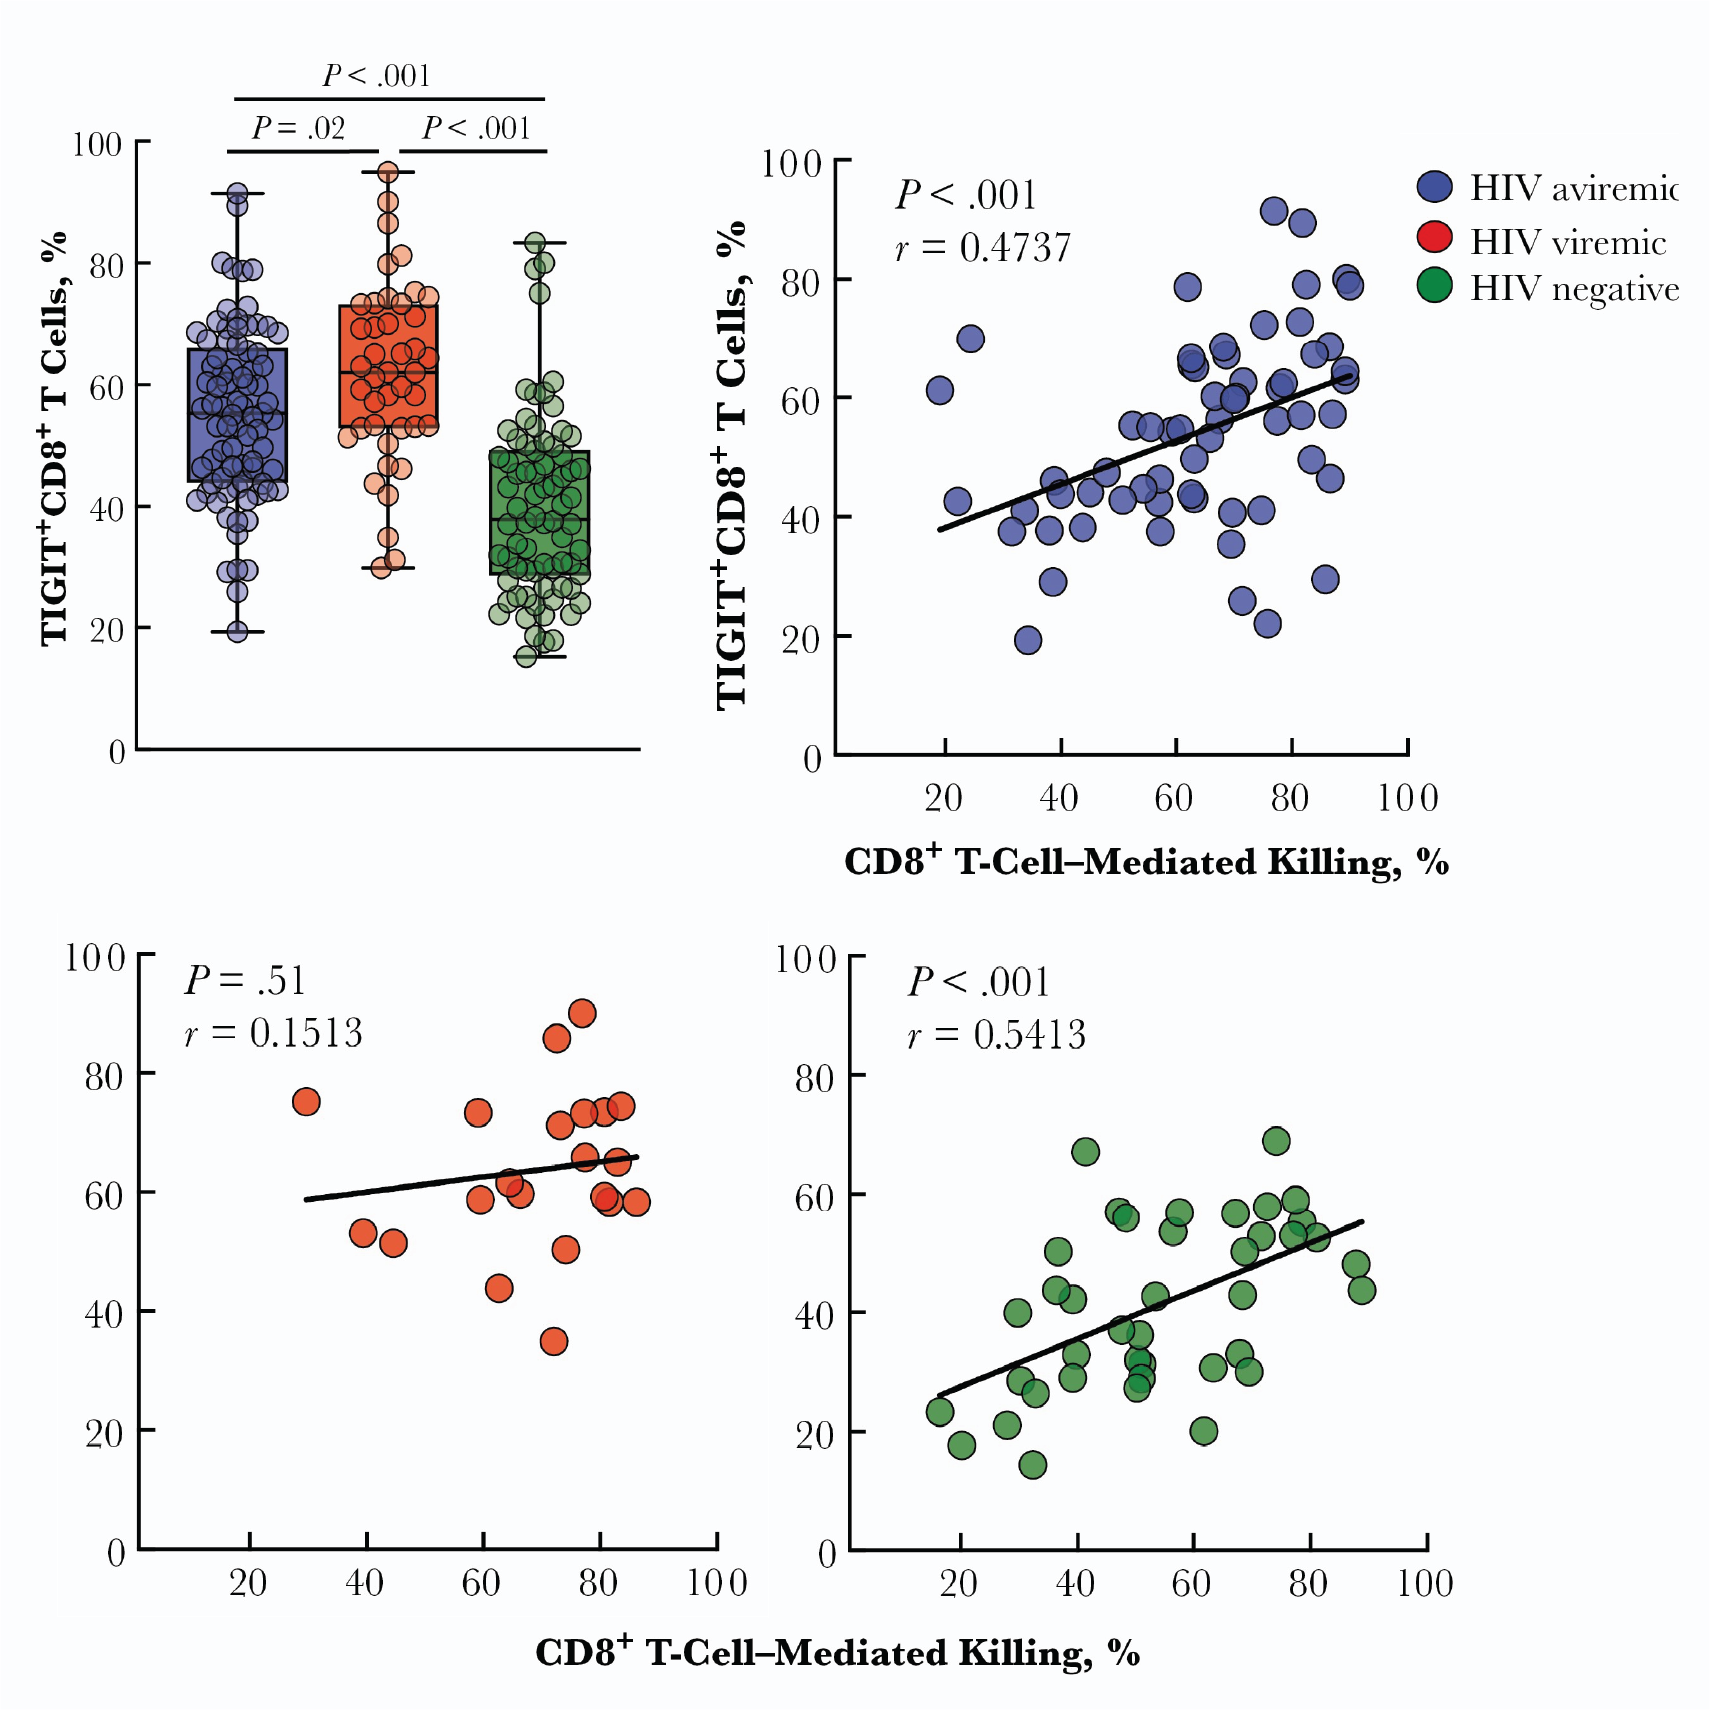 P < .001
P = .02
P < .001
100
80
60
40
20
0
TIGIT+CD8+ T Cells, %
P < .001
r = 0.4737
100
80
60
40
20
0
TIGIT+CD8+ T Cells, %
20 40 60 80 100
CD8+ T-Cell–Mediated Killing, %
HIV aviremic
HIV viremic
HIV negative
P = .51
r = 0.1513
100
80
60
40
20
0
20 40 60 80 100
P < .001
r = 0.5413
100
80
60
40
20
0
20 40 60 80 100
CD8+ T-Cell–Mediated Killing, %